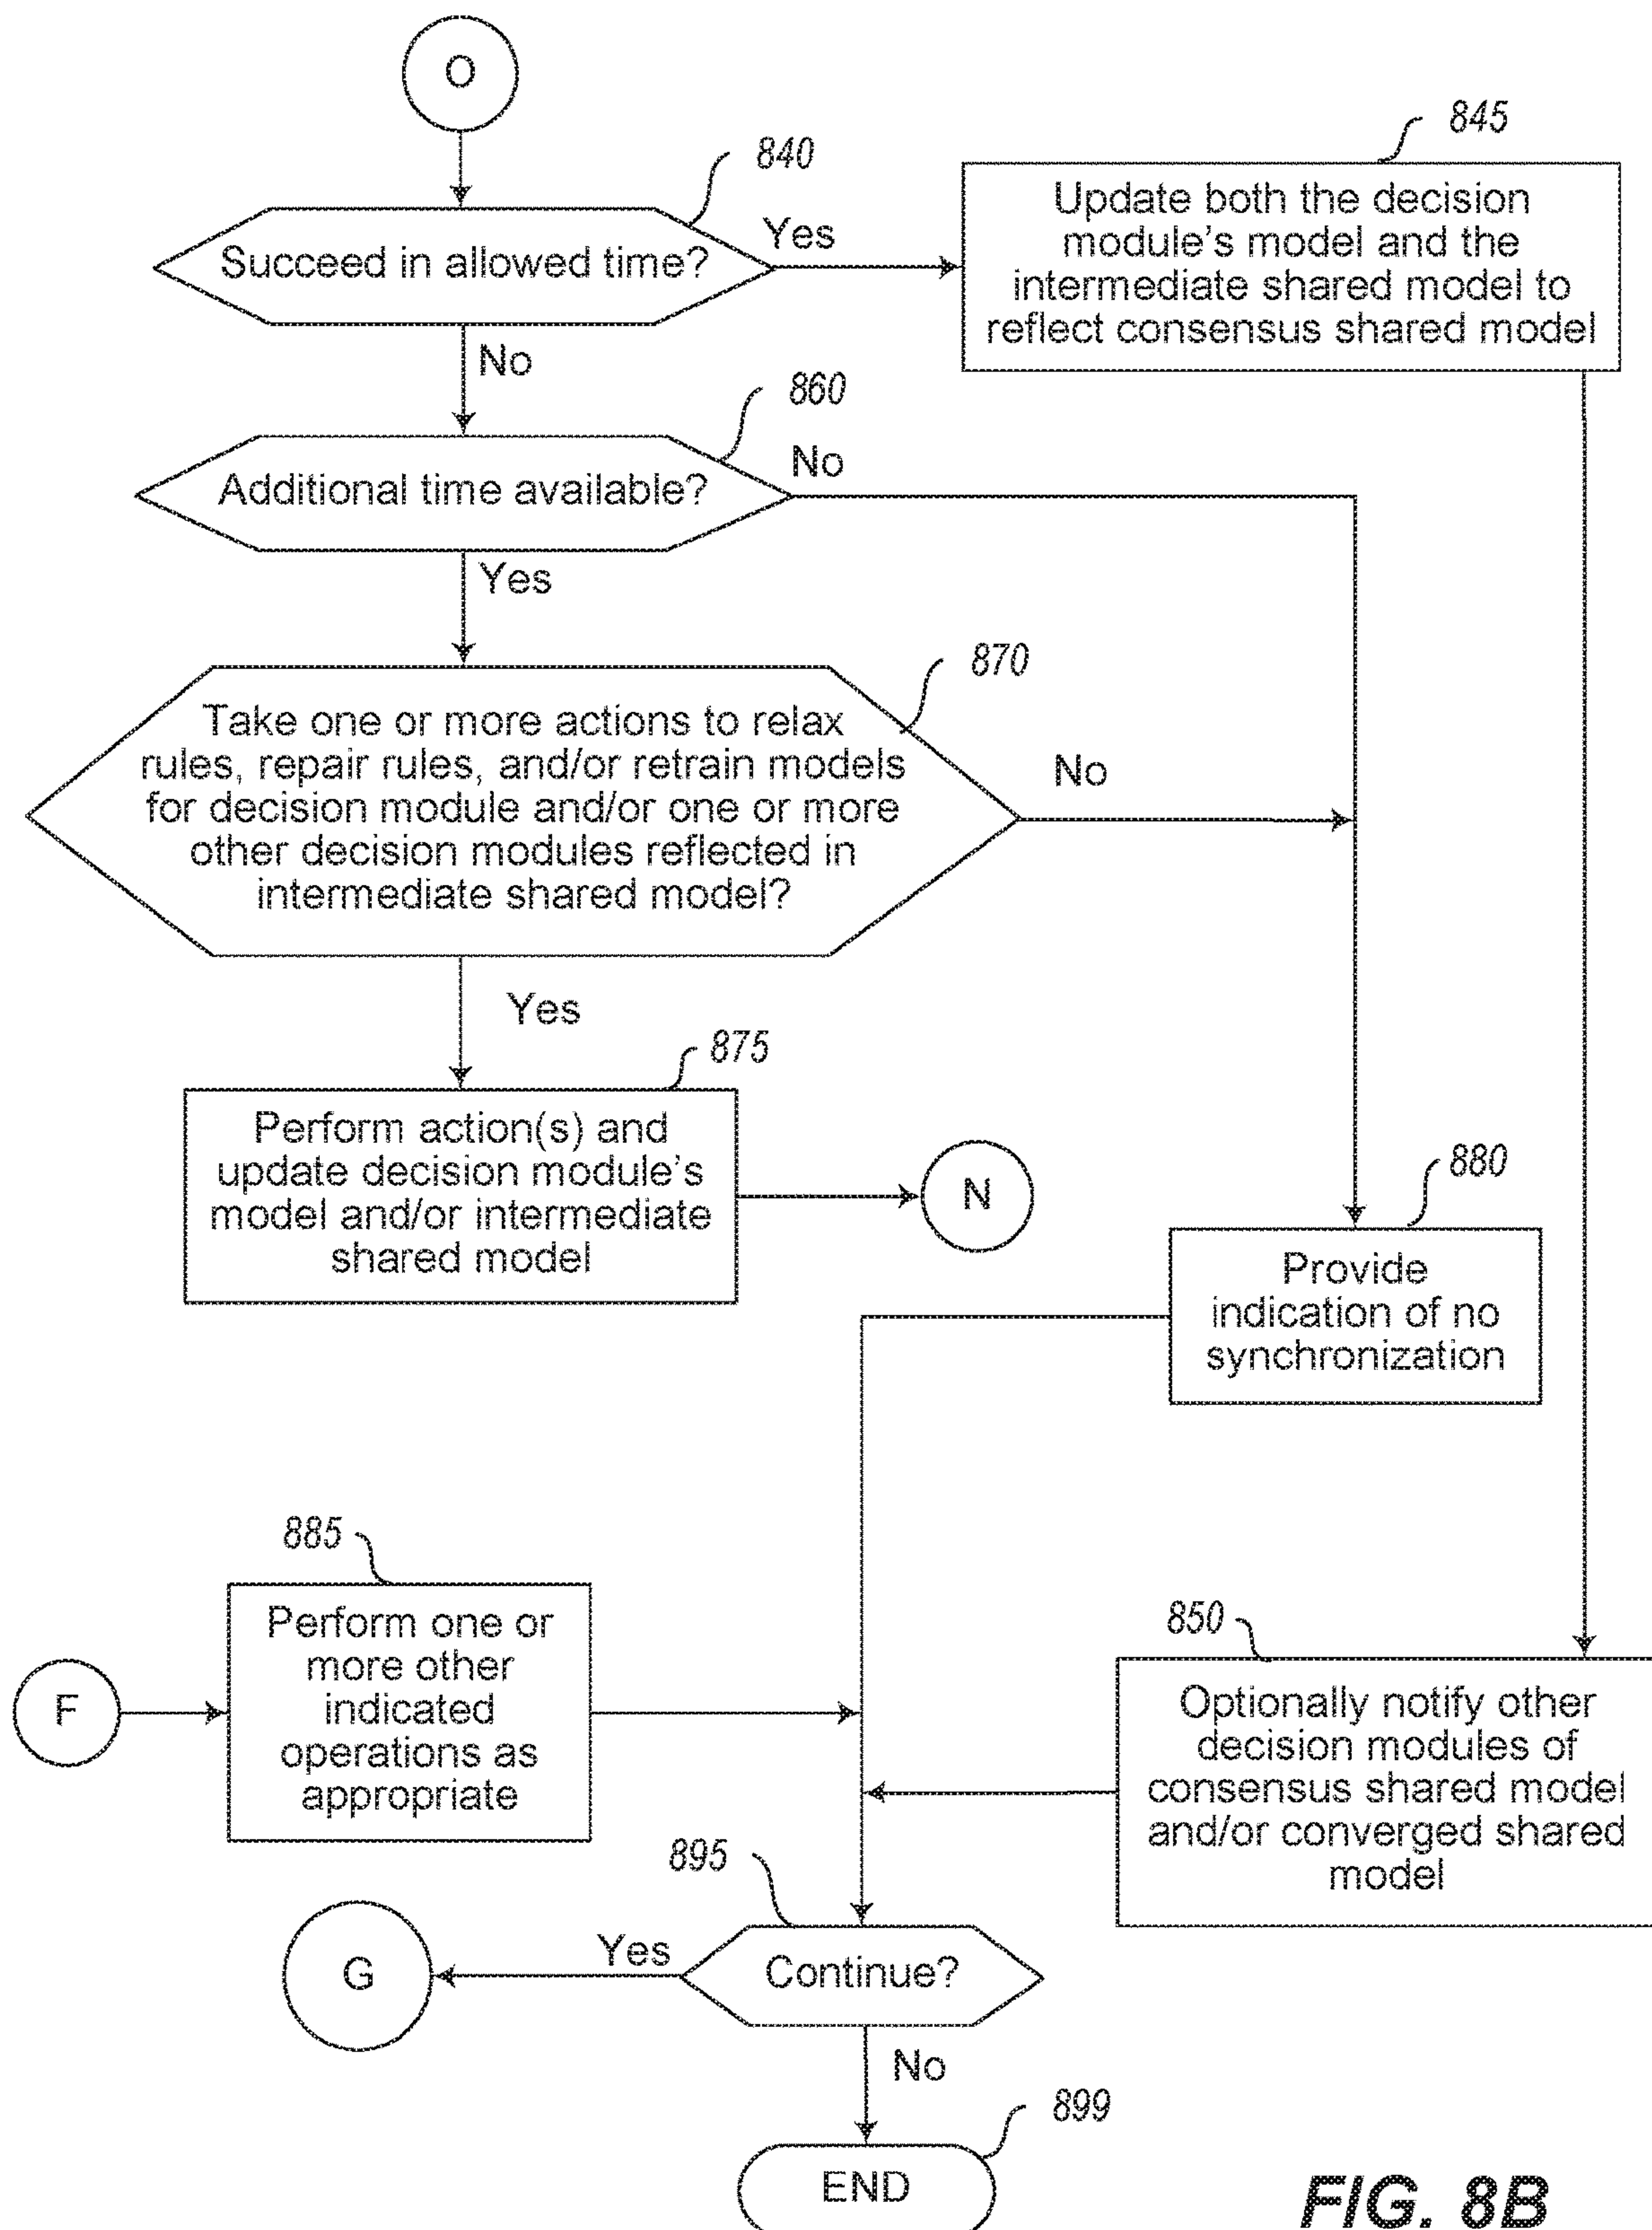 O
840
845
Succeed in allowed time?
Yes
Update both the decision
module's model and the
intermediate shared model to
reflect consensus shared model
No
860
Additional time available?
No
Yes
870
Take one or more actions to relax
rules, repair rules, and/or retrain models
for decision module and/or one or more
other decision modules reflected in
intermediate shared model?
No
Yes
875
Perform action(s) and
update decision module's
model and/or intermediate
shared model
N
880
Provide
indication of no
synchronization
885
F
Perform one or
more other
indicated
operations as
appropriate
850
Optionally notify other
decision modules of
consensus shared model
and/or converged shared
model
895
G
Yes
Continue?
No
899
END
FIG. 8B